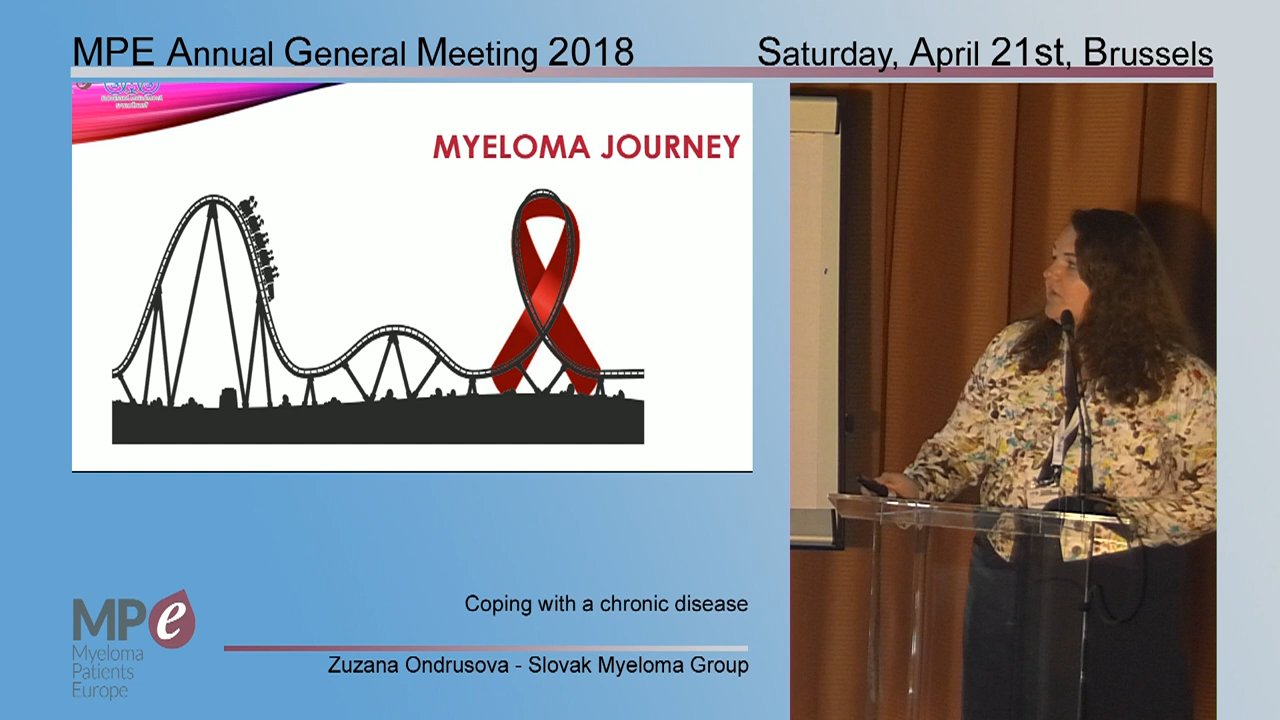 MPE Annual General Meeting 2018
Saturday, April 21st, Brussels
MYELOMA JOURNEY
Coping with a chronic disease
MPe
Myeloma
Patients
Europe
Zuzana Ondrusova - Slovak Myeloma Group